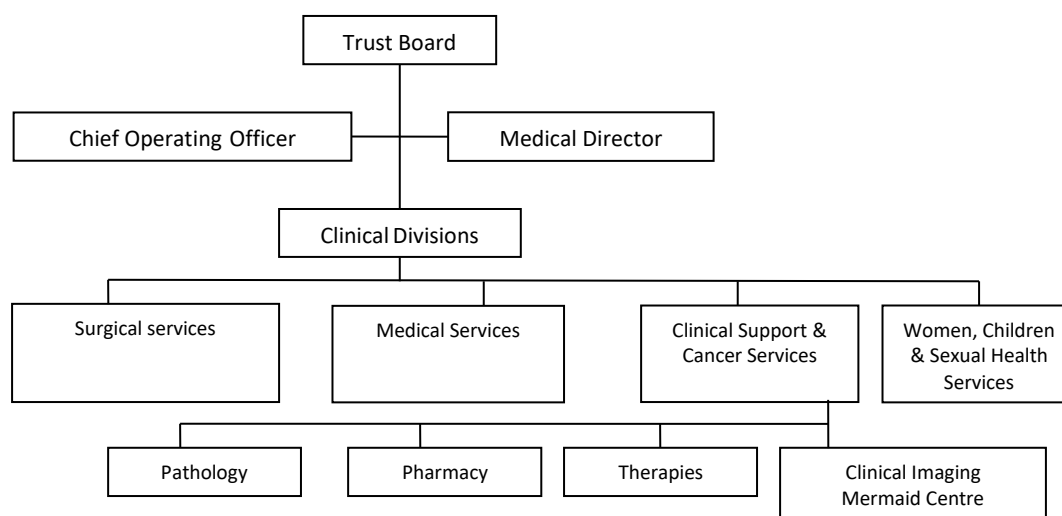 Trust Board
Chief Operating Officer
Medical Director
Clinical Divisions
Surgical services
Medical Services
Clinical Support &
Cancer Services
Women, Children
& Sexual Health
Services
Pathology
Pharmacy
Therapies
Clinical Imaging
Mermaid Centre